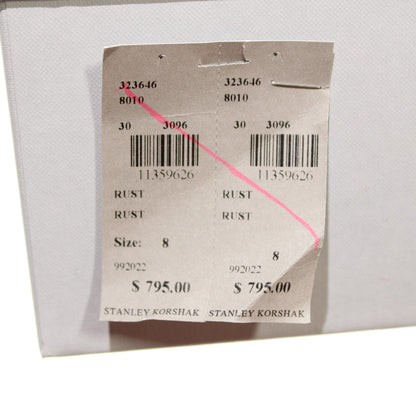 323646
8010
30 3096
11359626
RUST
RUST
Size: 8
992022
$ 795.00
STANLEY KORSHAK
323646
8010
30 3096
11359626
RUST
RUST
8
992022
$ 795.00
STANLEY KORSHAK